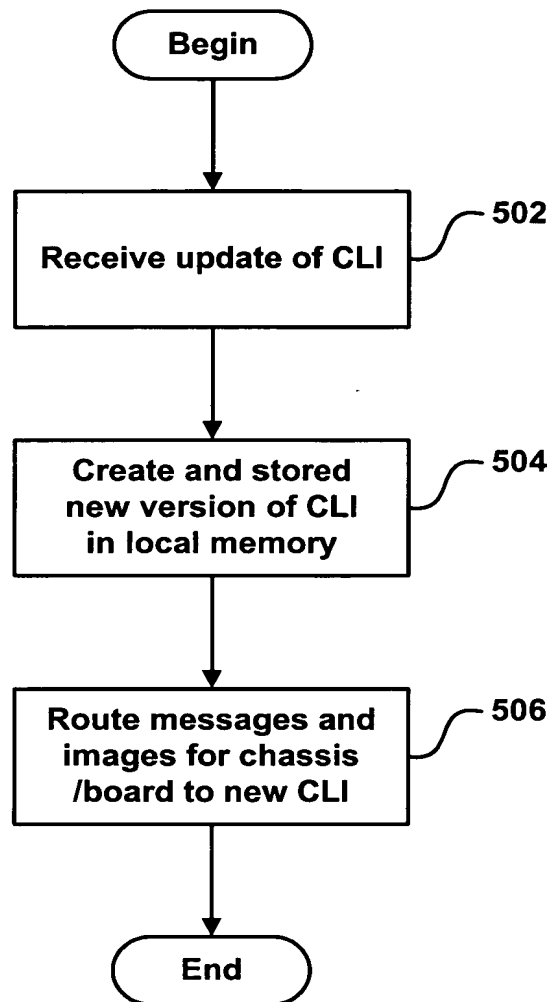 Begin
Receive update of CLI
502
Create and stored
new version of CLI
in local memory
504
Route messages and
images for chassis
/board to new CLI
506
End